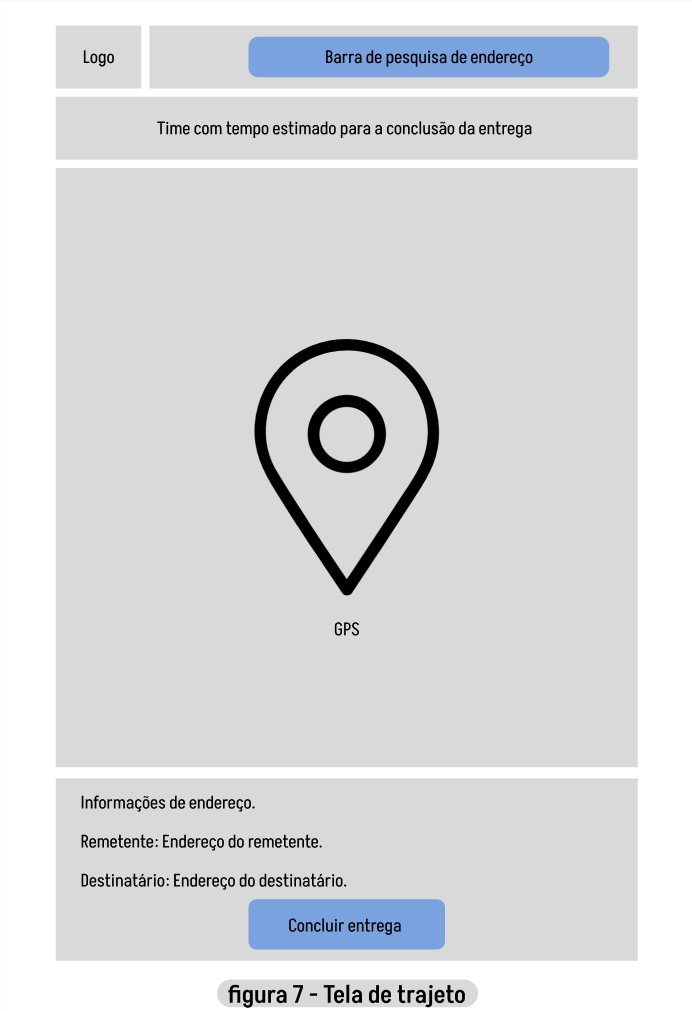 Logo
Barra de pesquisa de endereço
Time com tempo estimado para a conclusão da entrega
GPS
Informações de endereço.
Remetente: Endereço do remetente.
Destinatário: Endereço do destinatário.
Concluir entrega
figura 7 - Tela de trajeto